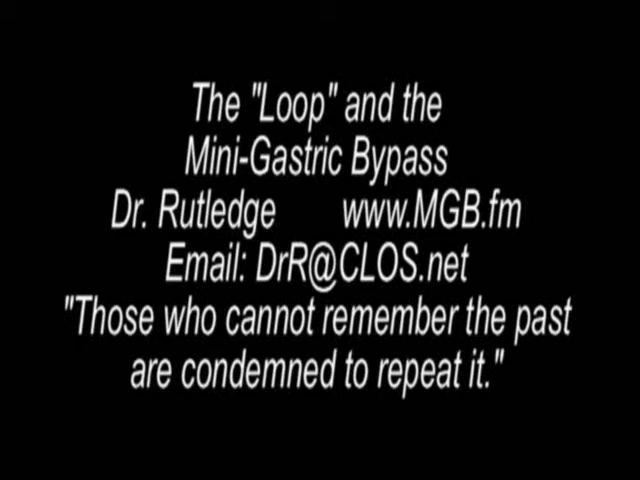 The "Loop" and the
Mini-Gastric Bypass
Dr. Rutledge www.MGB.fm
Email: DrR@CLOS.net
"Those who cannot remember the past
are condemned to repeat it."